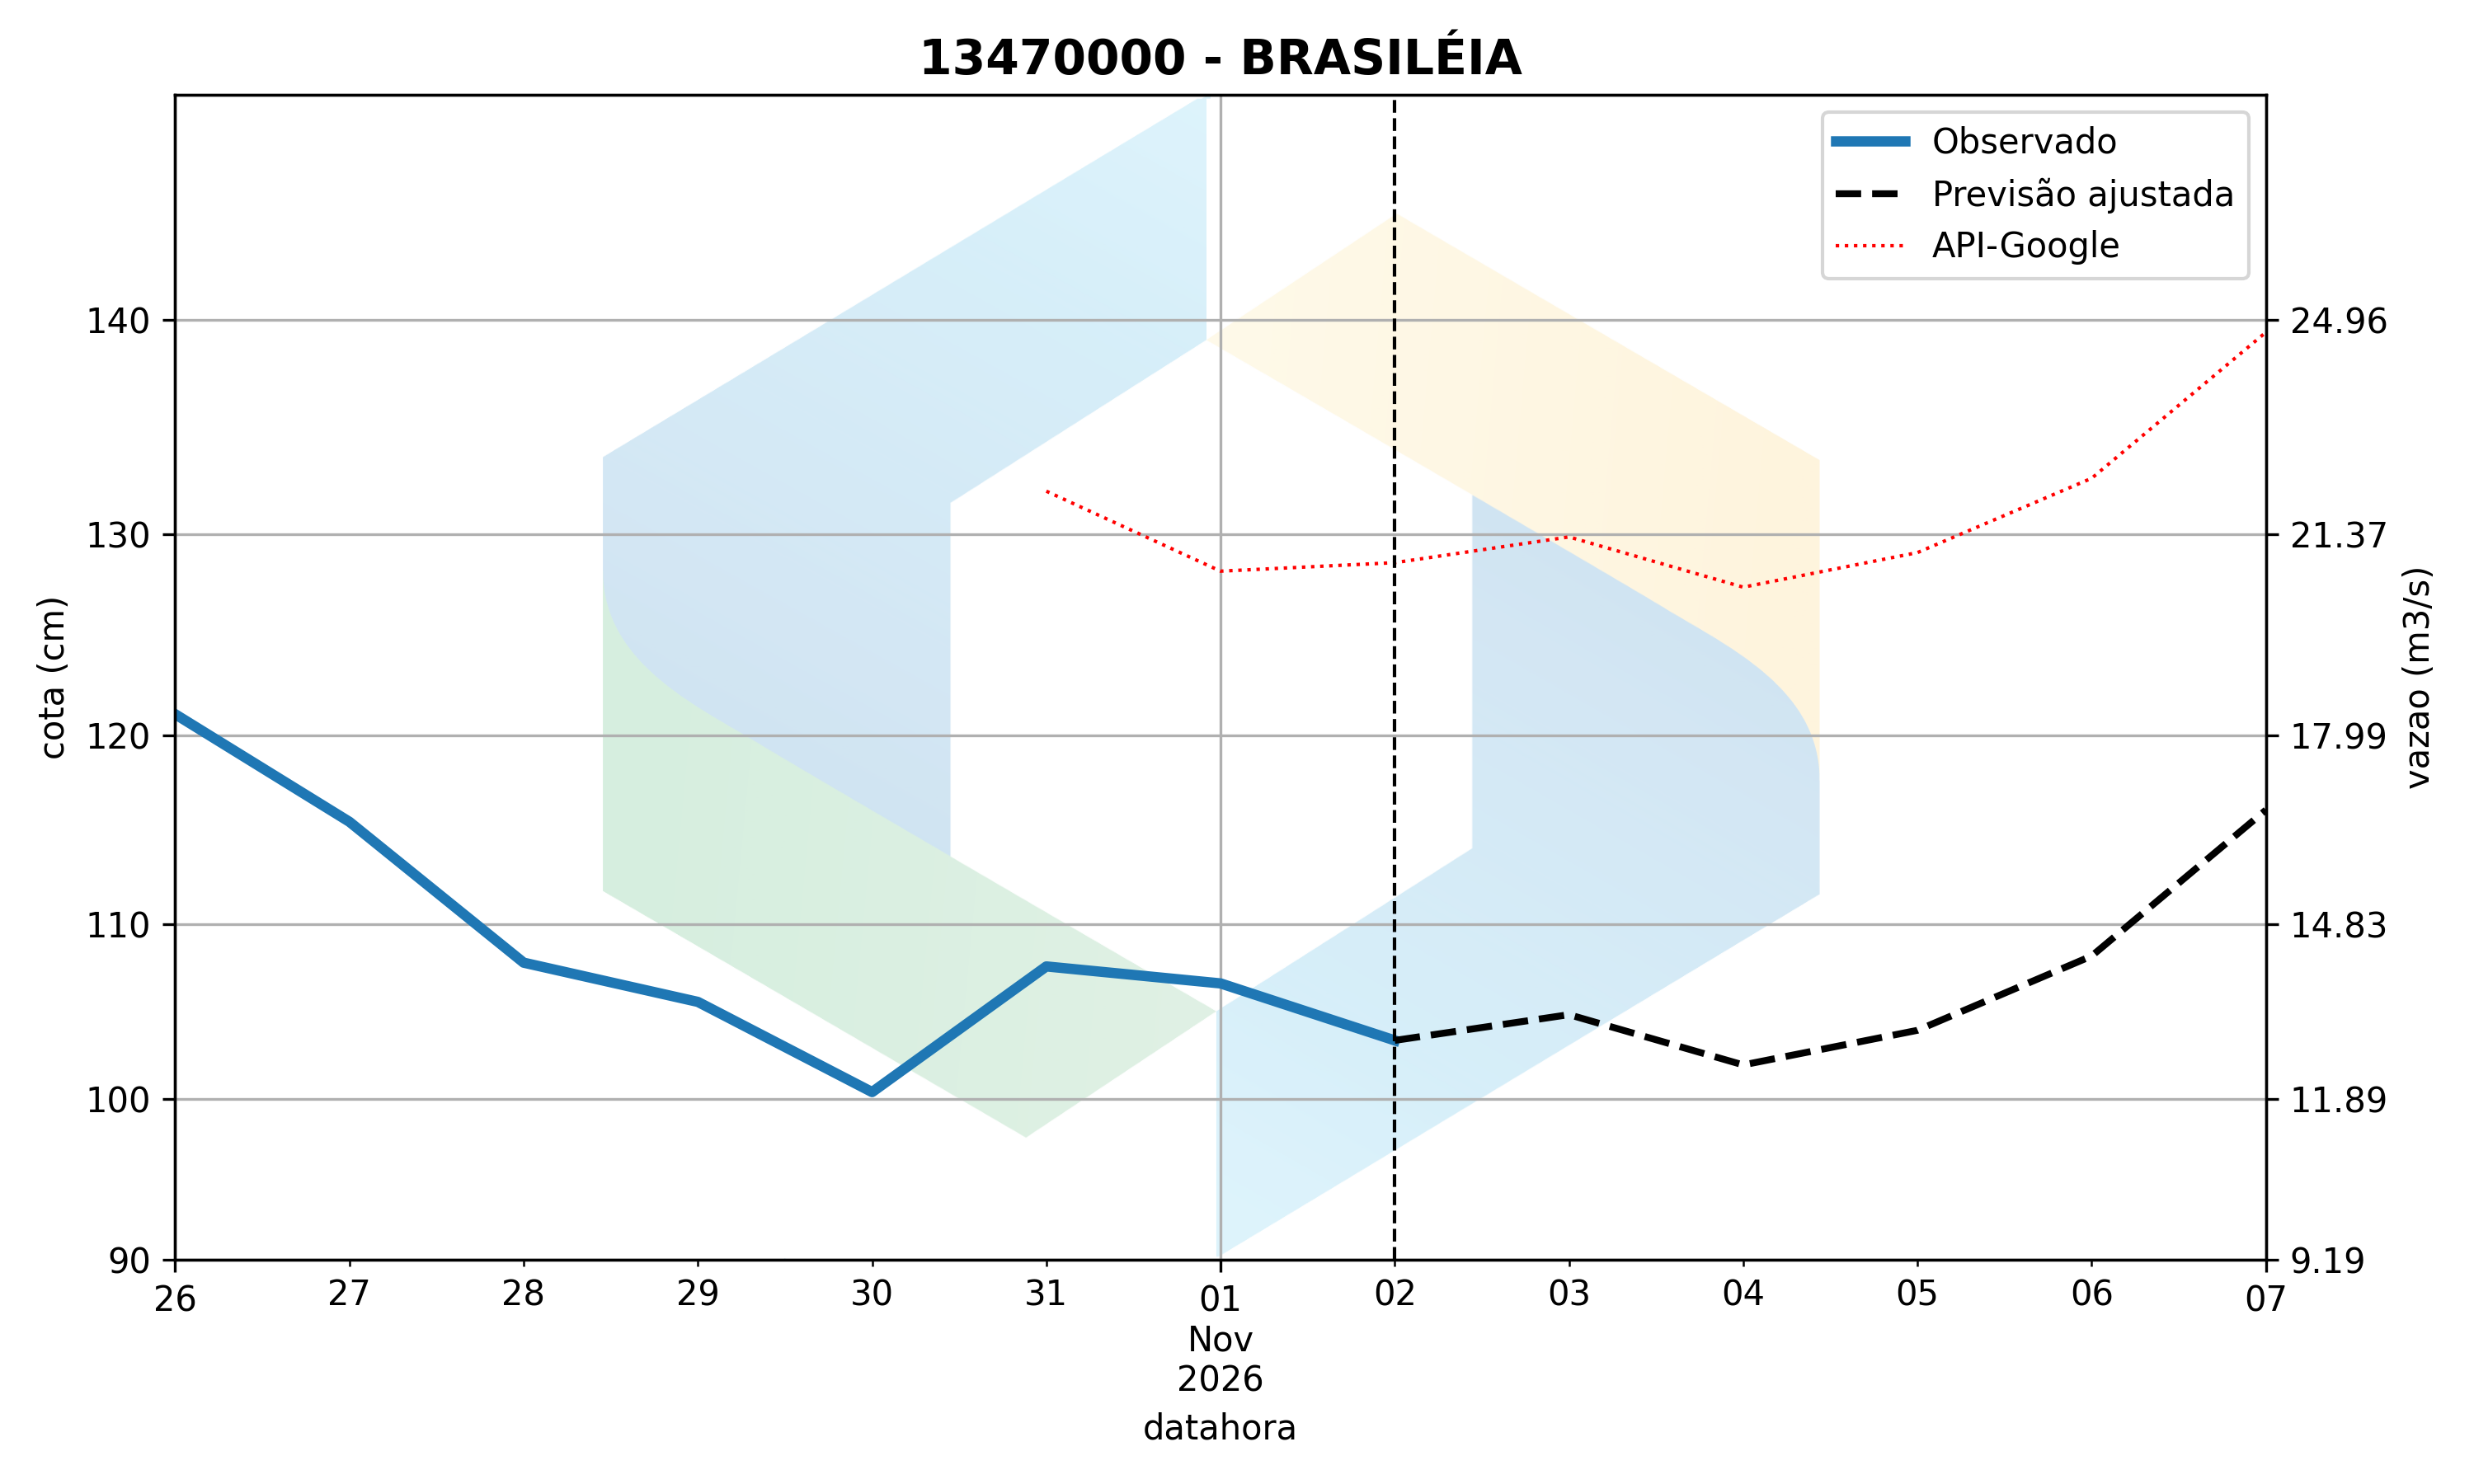 13470000 - BRASILÉIA
Observado
Previsão ajustada
API-Google
cota (cm)
140
130
120
110
100
90
24.96
21.37
17.99
14.83
11.89
9.19
vazao (m3/s)
26 27 28 29 30 31 01 02 03 04 05 06 07
Nov
2026
datahora